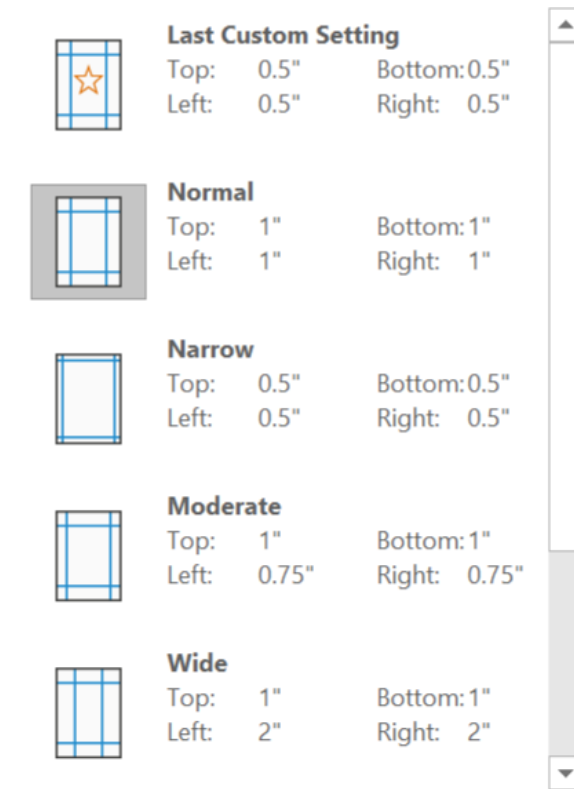 Last Custom Setting
Top: 0.5" Bottom: 0.5"
Left: 0.5" Right: 0.5"
Normal
Top: 1" Bottom: 1"
Left: 1" Right: 1"
Narrow
Top: 0.5" Bottom: 0.5"
Left: 0.5" Right: 0.5"
Moderate
Top: 1" Bottom: 1"
Left: 0.75" Right: 0.75"
Wide
Top: 1" Bottom: 1"
Left: 2" Right: 2"